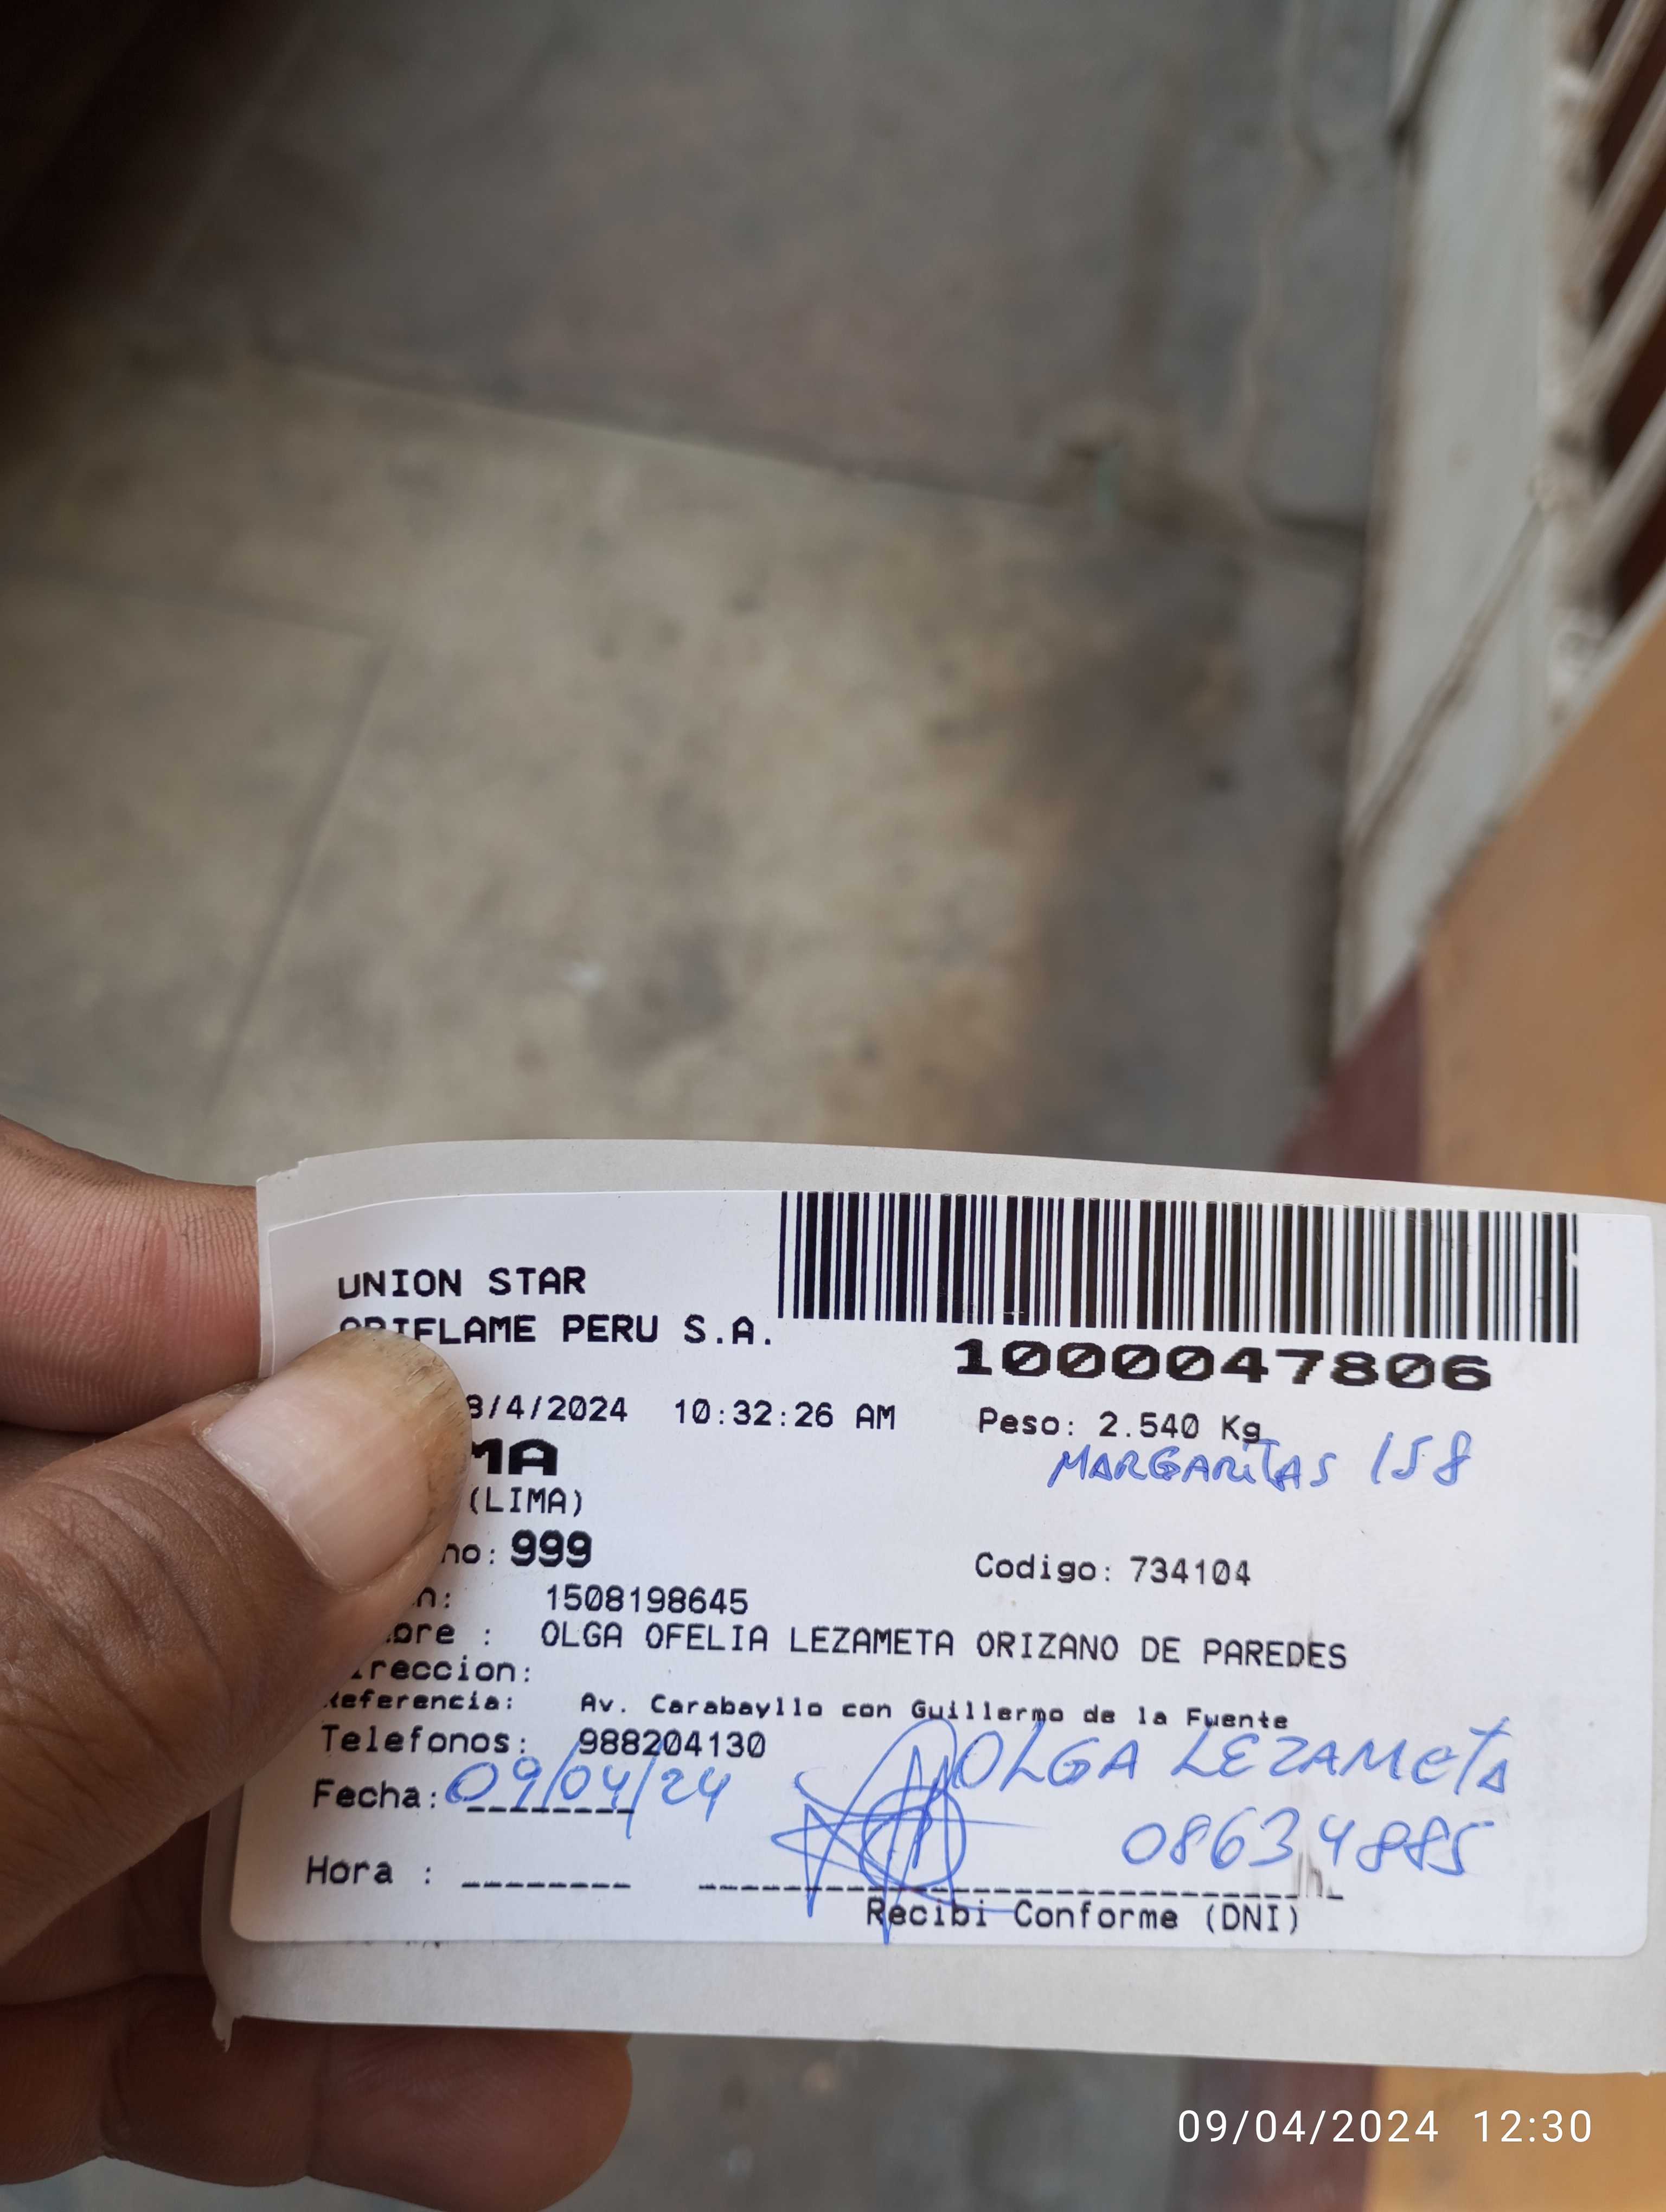 UNION STAR
ORIFLAME PERU S.A.
1000047806
8/4/2024 10:32:26 AM
Peso: 2.540 Kg
MARGARITAS 158
MA
(LIMA)
no: 999
Codigo: 734104
n: 1508198645
bre : OLGA OFELIA LEZAMETA ORIZANO DE PAREDES
ireccion:
Referencia: Av. Carabayllo con Guillermo de la Fuente
Telefonos: 988204130
OLGA LEZAMETA
Fecha: 09/04/24
08634885
Hora :
Recibi Conforme (DNI)
09/04/2024 12:30